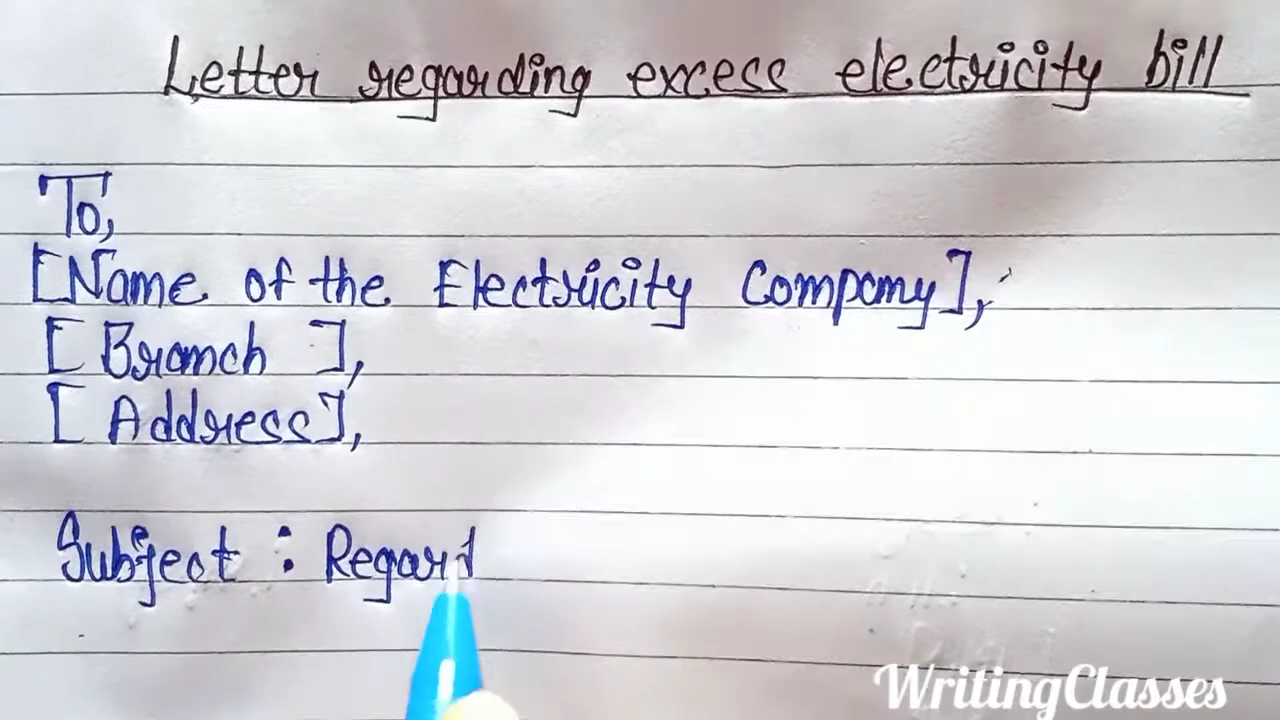 Letter regarding excess electricity bill
To,
[Name of the Electricity Company],
[Branch ],
[Address],
Subject : Regard
WritingClasses